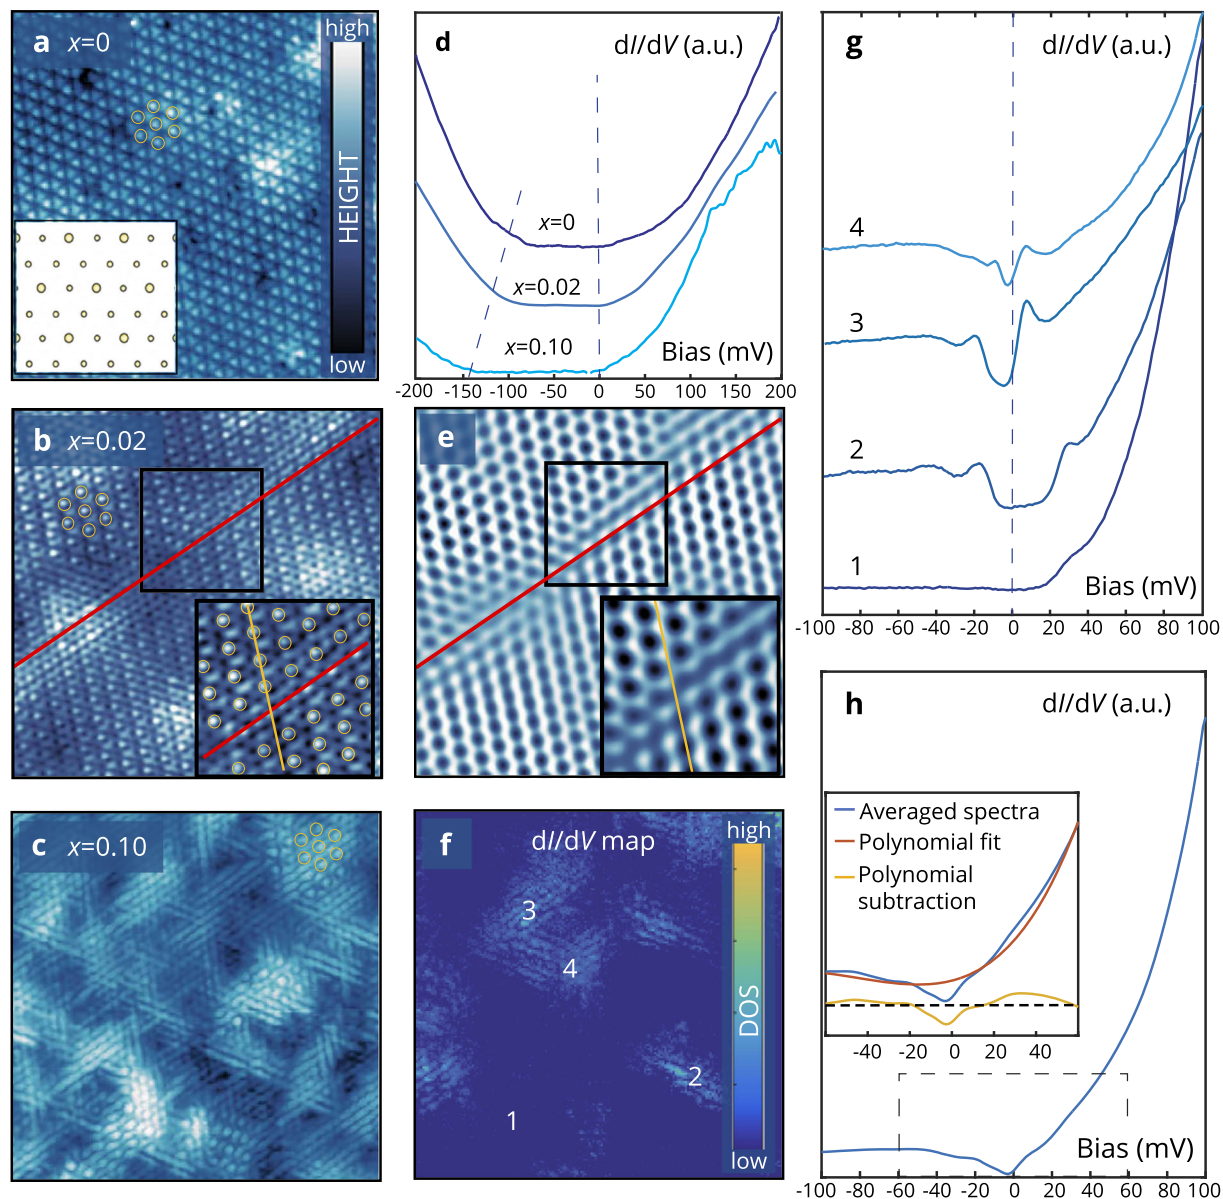 a x=0
high
HEIGHT
low
d
dI/dV (a.u.)
x=0
x=0.02
x=0.10
Bias (mV)
-200 -150 -100 -50 0 50 100 150 200
g
dI/dV (a.u.)
4
3
2
1
Bias (mV)
-100 -80 -60 -40 -20 0 20 40 60 80 100
b x=0.02
e
c x=0.10
f
dI/dV map
high
3
4
DOS
2
1
low
h
dI/dV (a.u.)
Averaged spectra
Polynomial fit
Polynomial
subtraction
-40 -20 0 20 40
Bias (mV)
-100 -80 -60 -40 -20 0 20 40 60 80 100